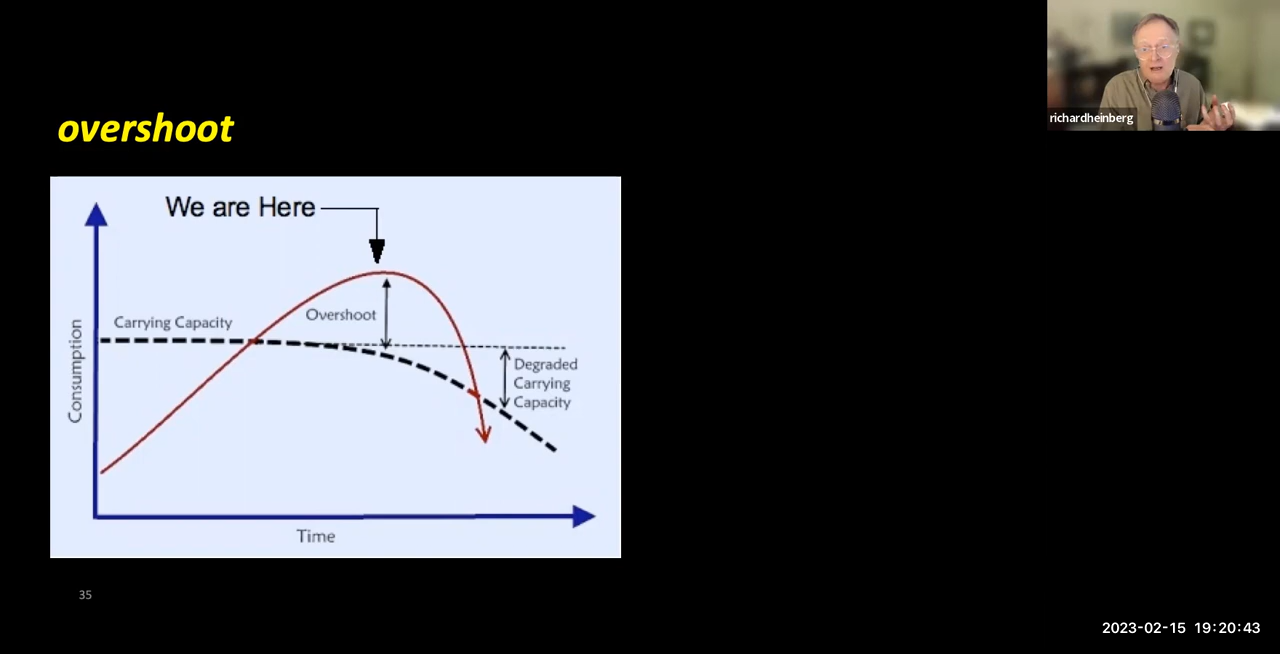 richardheinberg
overshoot
We are Here
Overshoot
Carrying Capacity
Degraded
Carrying
Capacity
Consumption
Time
35
2023-02-15 19:20:43